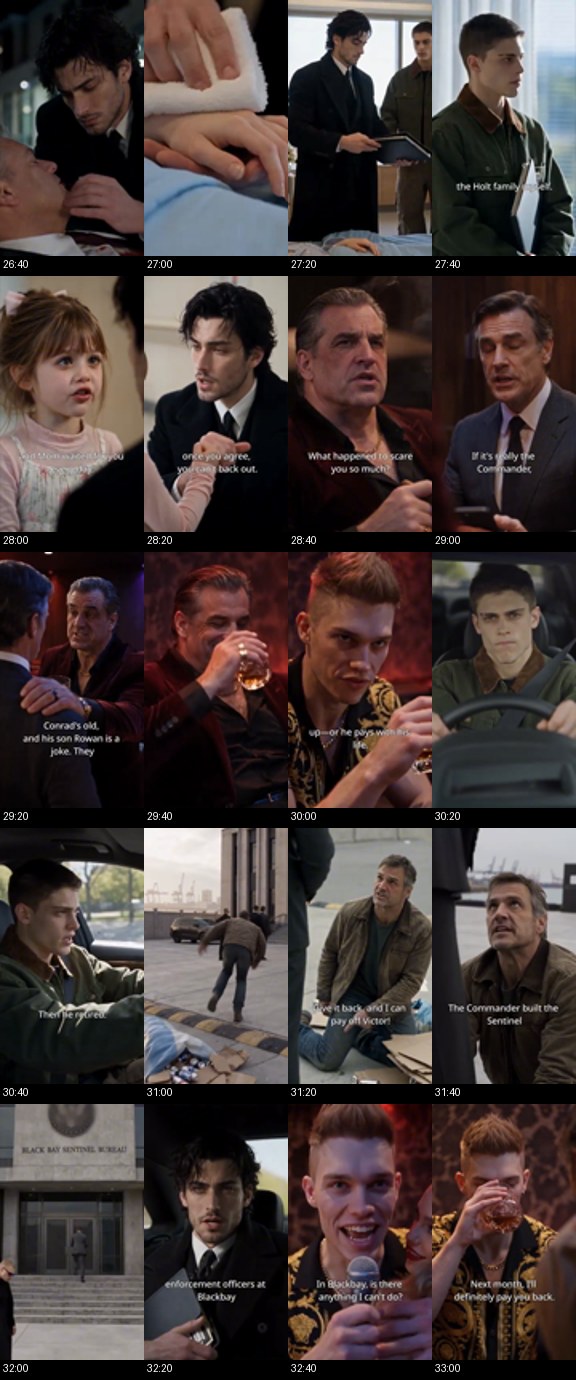 26:40
27:00
27:20
27:40
the Holt family
28:00
once you agree,
you can't back out.
28:20
What happened to scare
you so much?
28:40
If it's really the
Commander,
29:00
Conrad's old,
and his son Rowan is a
joke. They
29:20
29:40
up—or he pays with his
life.
30:00
30:20
Then he retired.
30:40
31:00
it back, and I can
pay off Victor!
31:20
The Commander built the
Sentinel
31:40
BLACK BAY SENTINEL BUREAU
32:00
enforcement officers at
Blackbay
32:20
In Blackbay, is there
anything I can't do?
32:40
Next month, I'll
definitely pay you back.
33:00